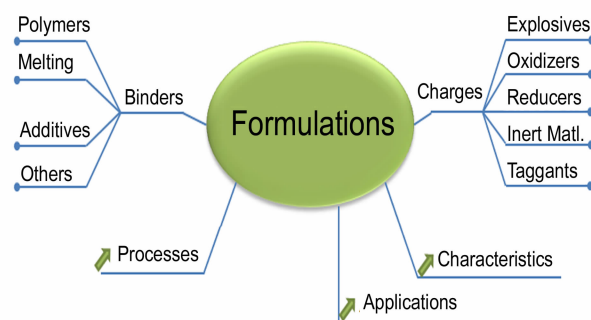 Polymers
Melting
Additives
Others
Binders
Formulations
Charges
Explosives
Oxidizers
Reducers
Inert Matl.
Taggants
Processes
Applications
Characteristics